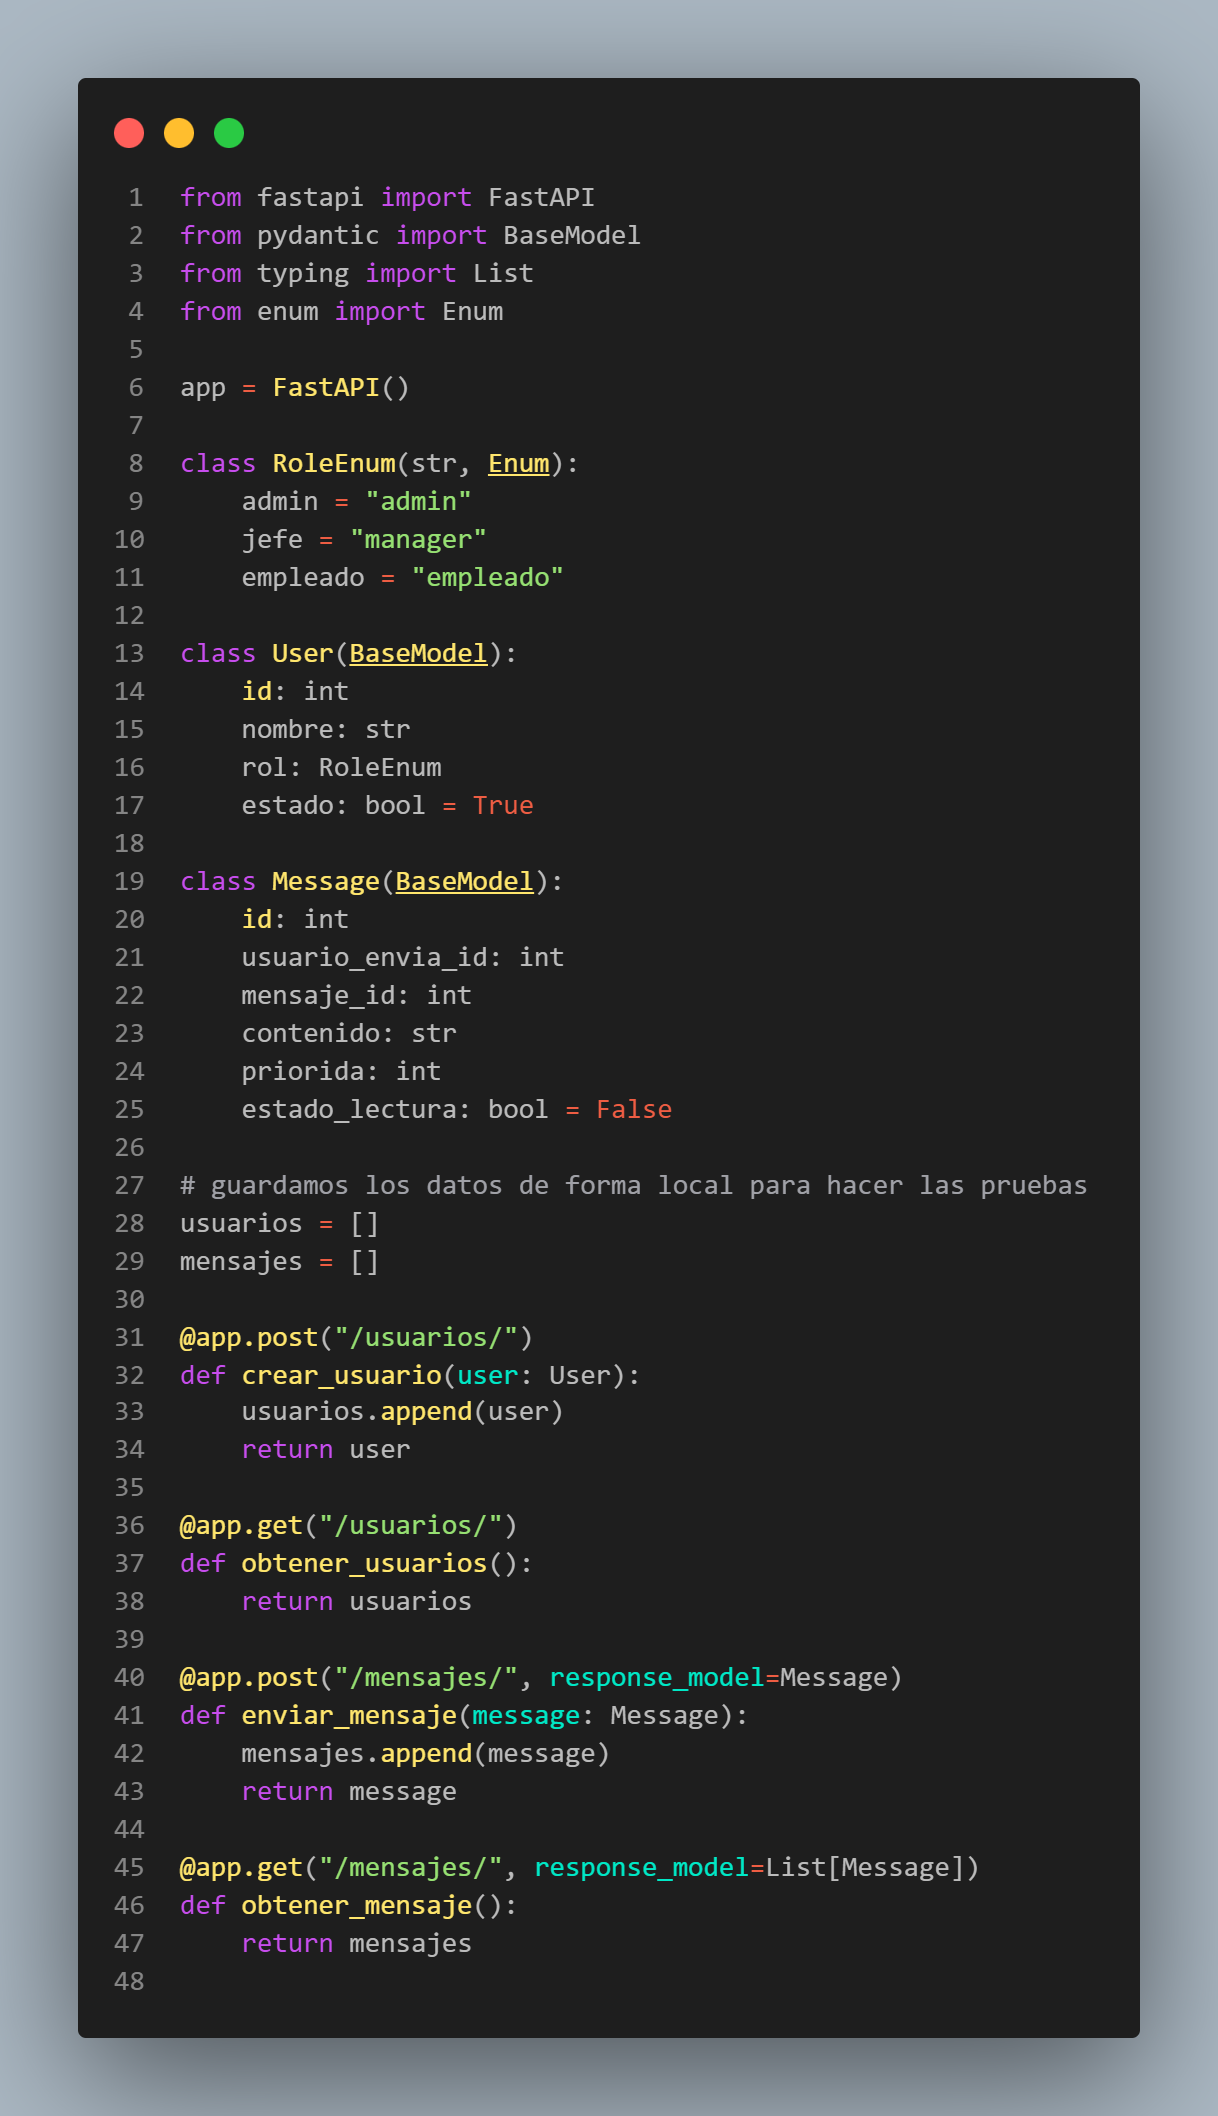 1 from fastapi import FastAPI
2 from pydantic import BaseModel
3 from typing import List
4 from enum import Enum
5
6 app = FastAPI()
7
8 class RoleEnum(str, Enum):
9     admin = "admin"
10     jefe = "manager"
11     empleado = "empleado"
12
13 class User(BaseModel):
14     id: int
15     nombre: str
16     rol: RoleEnum
17     estado: bool = True
18
19 class Message(BaseModel):
20     id: int
21     usuario_envia_id: int
22     mensaje_id: int
23     contenido: str
24     priorida: int
25     estado_lectura: bool = False
26
27 # guardamos los datos de forma local para hacer las pruebas
28 usuarios = []
29 mensajes = []
30
31 @app.post("/usuarios/")
32 def crear_usuario(user: User):
33     usuarios.append(user)
34     return user
35
36 @app.get("/usuarios/")
37 def obtener_usuarios():
38     return usuarios
39
40 @app.post("/mensajes/", response_model=Message)
41 def enviar_mensaje(message: Message):
42     mensajes.append(message)
43     return message
44
45 @app.get("/mensajes/", response_model=List[Message])
46 def obtener_mensaje():
47     return mensajes
48